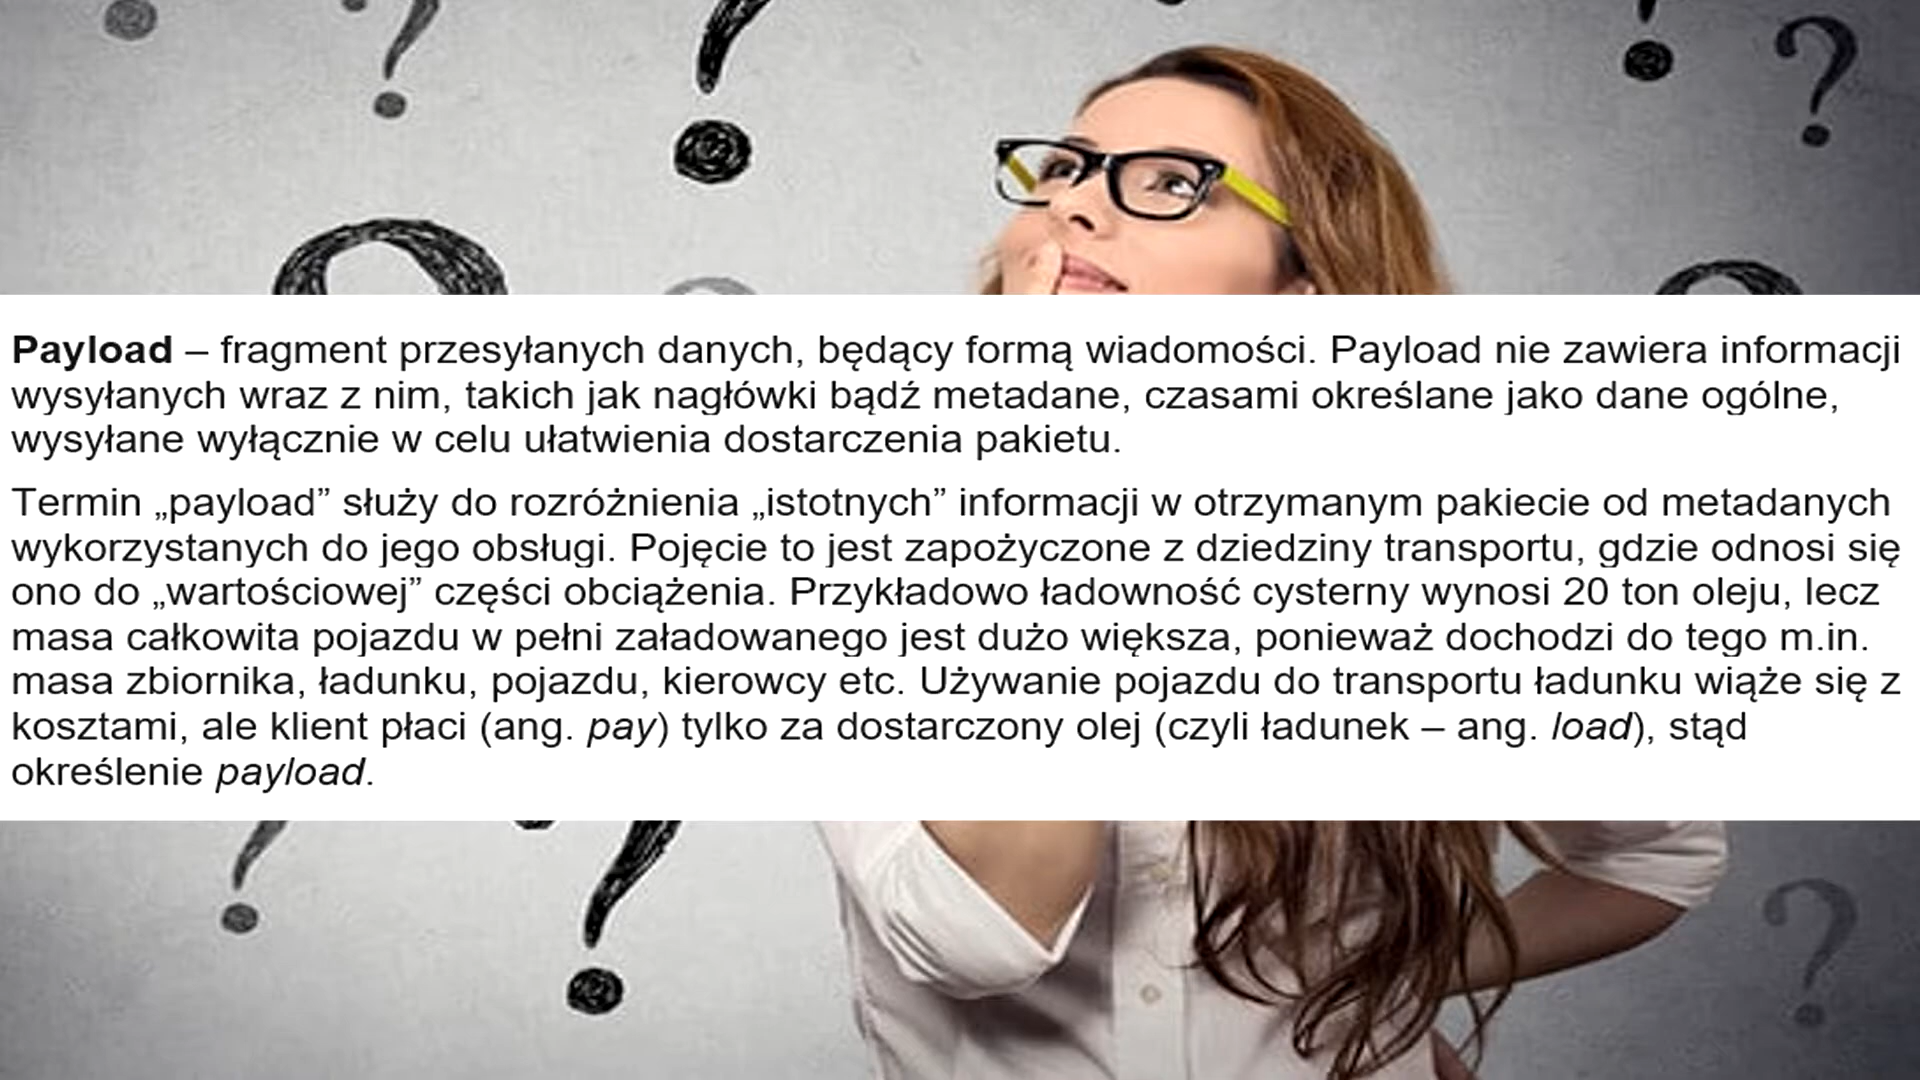 Payload – fragment przesyłanych danych, będący formą wiadomości. Payload nie zawiera informacji
wysyłanych wraz z nim, takich jak nagłówki bądź metadane, czasami określane jako dane ogólne,
wysyłane wyłącznie w celu ułatwienia dostarczenia pakietu.
Termin „payload” służy do rozróżnienia „istotnych” informacji w otrzymanym pakiecie od metadanych
wykorzystanych do jego obsługi. Pojęcie to jest zapożyczone z dziedziny transportu, gdzie odnosi się
ono do „wartościowej” części obciążenia. Przykładowo ładowność cysterny wynosi 20 ton oleju, lecz
masa całkowita pojazdu w pełni załadowanego jest dużo większa, ponieważ dochodzi do tego m.in.
masa zbiornika, ładunku, pojazdu, kierowcy etc. Używanie pojazdu do transportu ładunku wiąże się z
kosztami, ale klient płaci (ang. pay) tylko za dostarczony olej (czyli ładunek – ang. load), stąd
określenie payload.